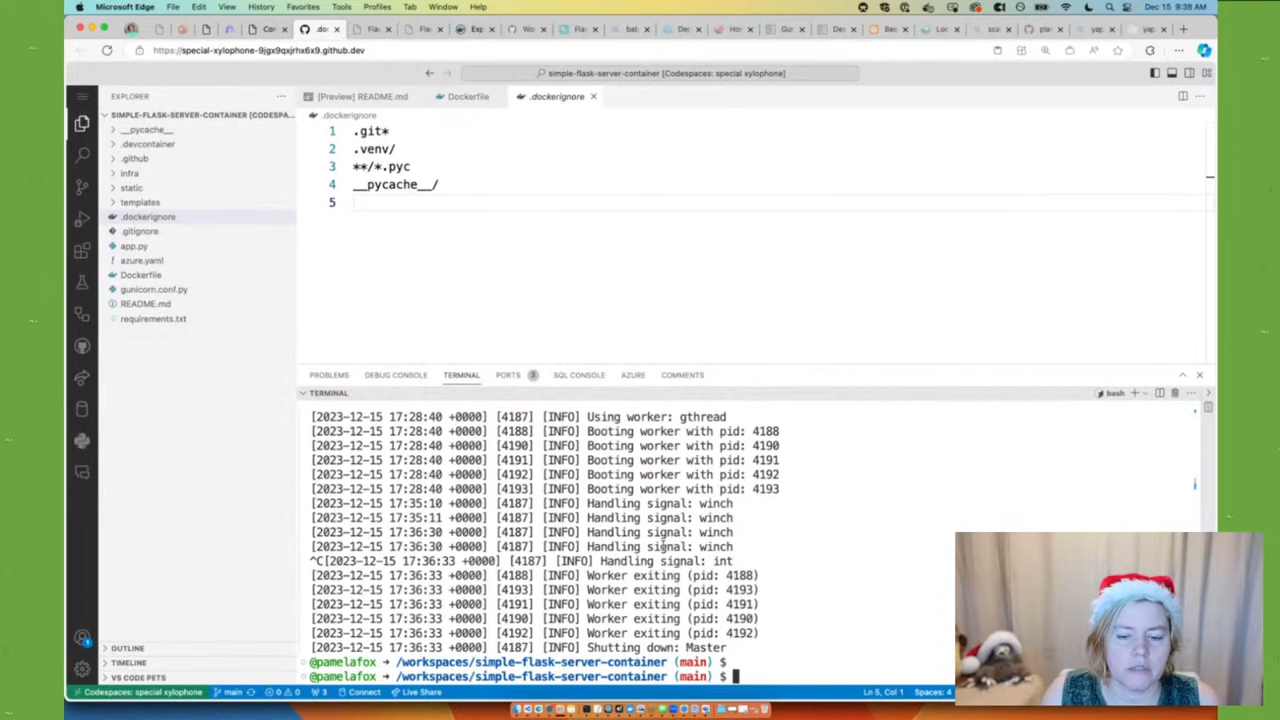 Microsoft Edge File Edit View History Favorites Tools Profiles Tab Window Help
Dec 15 9:38 AM
https://special-xylophone-9jgx9qxjrhx6x9.github.dev
simple-flask-server-container [Codespaces: special xylophone]
EXPLORER
[Preview] README.md
Dockerfile
.dockerignore
SIMPLE-FLASK-SERVER-CONTAINER [CODESPA...
__pycache__
.devcontainer
.github
infra
static
templates
.dockerignore
.gitignore
app.py
azure.yaml
Dockerfile
gunicorn.conf.py
README.md
requirements.txt
OUTLINE
TIMELINE
VS CODE PETS
.dockerignore
1 .git*
2 .venv/
3 **/*.pyc
4 __pycache__/
5
PROBLEMS DEBUG CONSOLE TERMINAL PORTS 3 SQL CONSOLE AZURE COMMENTS
TERMINAL
bash
[2023-12-15 17:28:40 +0000] [4187] [INFO] Using worker: gthread
[2023-12-15 17:28:40 +0000] [4188] [INFO] Booting worker with pid: 4188
[2023-12-15 17:28:40 +0000] [4190] [INFO] Booting worker with pid: 4190
[2023-12-15 17:28:40 +0000] [4191] [INFO] Booting worker with pid: 4191
[2023-12-15 17:28:40 +0000] [4192] [INFO] Booting worker with pid: 4192
[2023-12-15 17:28:40 +0000] [4193] [INFO] Booting worker with pid: 4193
[2023-12-15 17:35:10 +0000] [4187] [INFO] Handling signal: winch
[2023-12-15 17:35:11 +0000] [4187] [INFO] Handling signal: winch
[2023-12-15 17:36:30 +0000] [4187] [INFO] Handling signal: winch
[2023-12-15 17:36:30 +0000] [4187] [INFO] Handling signal: winch
^C[2023-12-15 17:36:33 +0000] [4187] [INFO] Handling signal: int
[2023-12-15 17:36:33 +0000] [4188] [INFO] Worker exiting (pid: 4188)
[2023-12-15 17:36:33 +0000] [4193] [INFO] Worker exiting (pid: 4193)
[2023-12-15 17:36:33 +0000] [4191] [INFO] Worker exiting (pid: 4191)
[2023-12-15 17:36:33 +0000] [4190] [INFO] Worker exiting (pid: 4190)
[2023-12-15 17:36:33 +0000] [4192] [INFO] Worker exiting (pid: 4192)
[2023-12-15 17:36:33 +0000] [4187] [INFO] Shutting down: Master
@pamelafox ➜ /workspaces/simple-flask-server-container (main) $
@pamelafox ➜ /workspaces/simple-flask-server-container (main) $
Codespaces: special xylophone main 0 0 3 Connect Live Share
Ln 5, Col 1 Spaces: 4